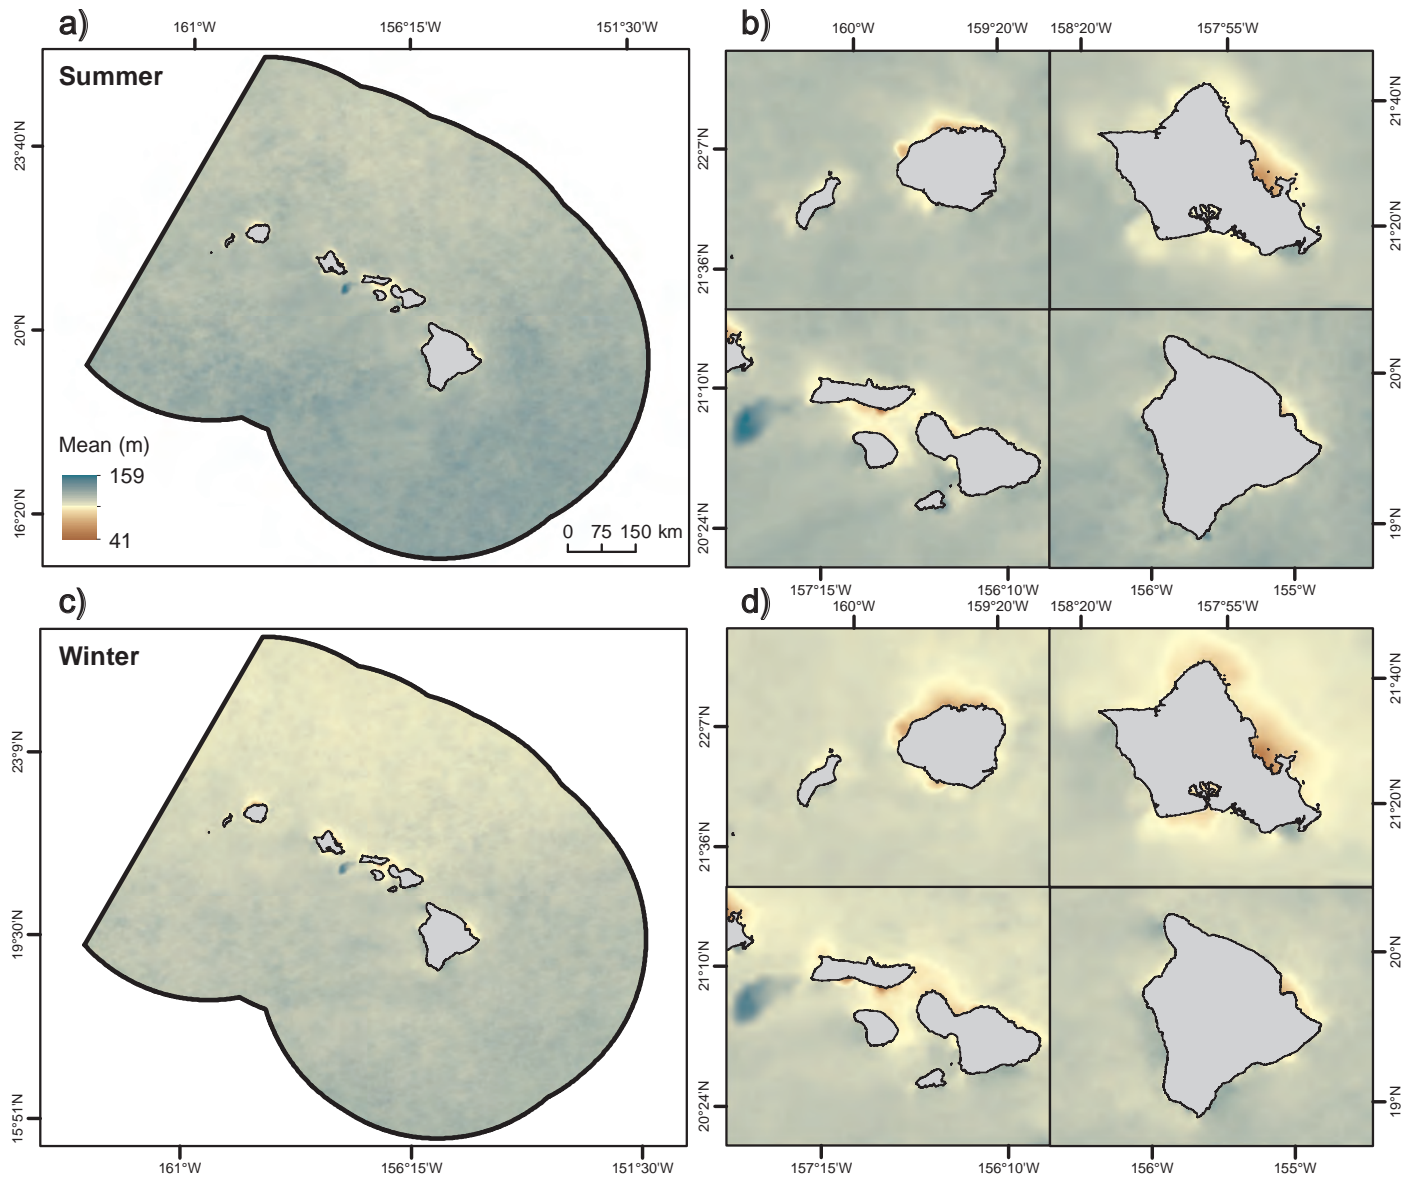 a)
161°W 156°15'W 151°30'W
Summer
23°40'N
20°N
16°20'N
Mean (m)
159
41
0 75 150 km
b)
160°W 159°20'W 158°20'W 157°55'W
22°7'N
21°36'N
21°40'N
21°20'N
21°10'N
20°24'N
20°N
19°N
157°15'W 156°10'W 156°W 155°W
c)
Winter
23°9'N
19°30'N
15°51'N
161°W 156°15'W 151°30'W
d)
160°W 159°20'W 158°20'W 157°55'W
22°7'N
21°36'N
21°40'N
21°20'N
21°10'N
20°24'N
20°N
19°N
157°15'W 156°10'W 156°W 155°W